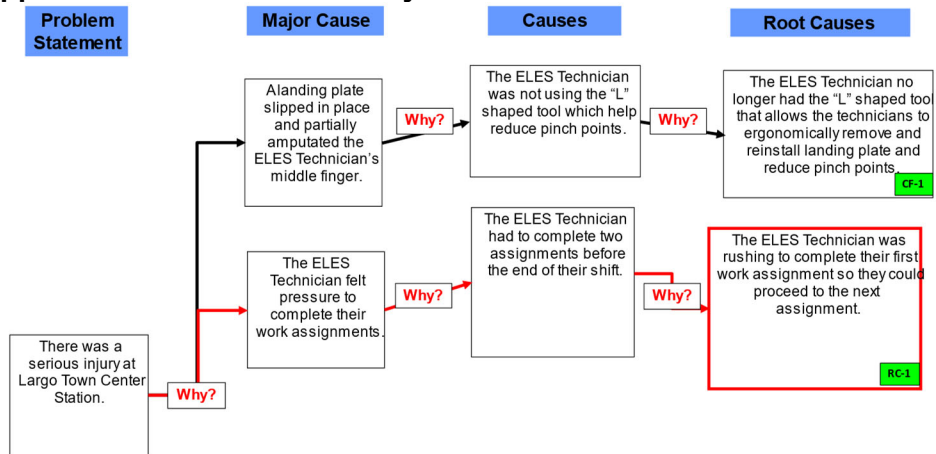 Problem
Statement
Major Cause
Causes
Root Causes
A landing plate
slipped in place
and partially
amputated the
ELES Technician's
middle finger.
Why?
The ELES Technician
was not using the "L"
shaped tool which help
reduce pinch points.
Why?
The ELES Technician no
longer had the "L" shaped tool
that allows the technicians to
ergonomically remove and
reinstall landing plate and
reduce pinch points.
CF-1
The ELES
Technician felt
pressure to
complete their
work assignments.
Why?
The ELES Technician
had to complete two
assignments before
the end of their shift.
Why?
The ELES Technician was
rushing to complete their first
work assignment so they could
proceed to the next
assignment.
RC-1
There was a
serious injury at
Largo Town Center
Station.
Why?